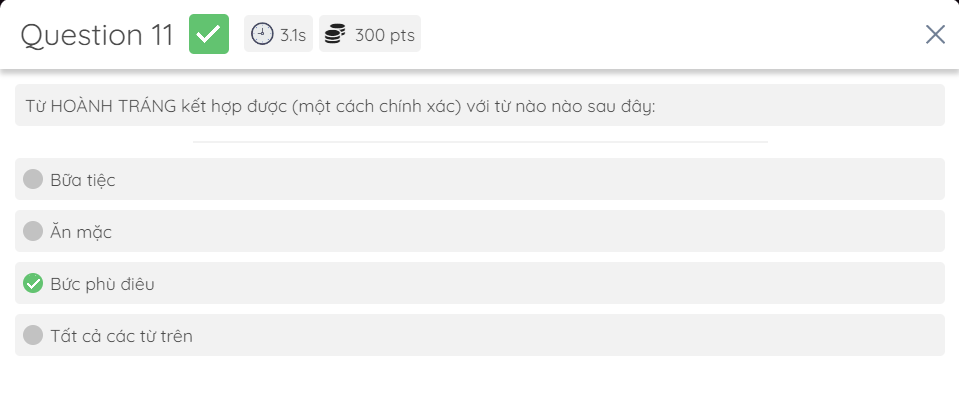 Question 11
3.1s
300 pts
Từ HOÀNH TRÁNG kết hợp được (một cách chính xác) với từ nào nào sau đây:
Bữa tiệc
Ăn mặc
Bức phù điêu
Tất cả các từ trên